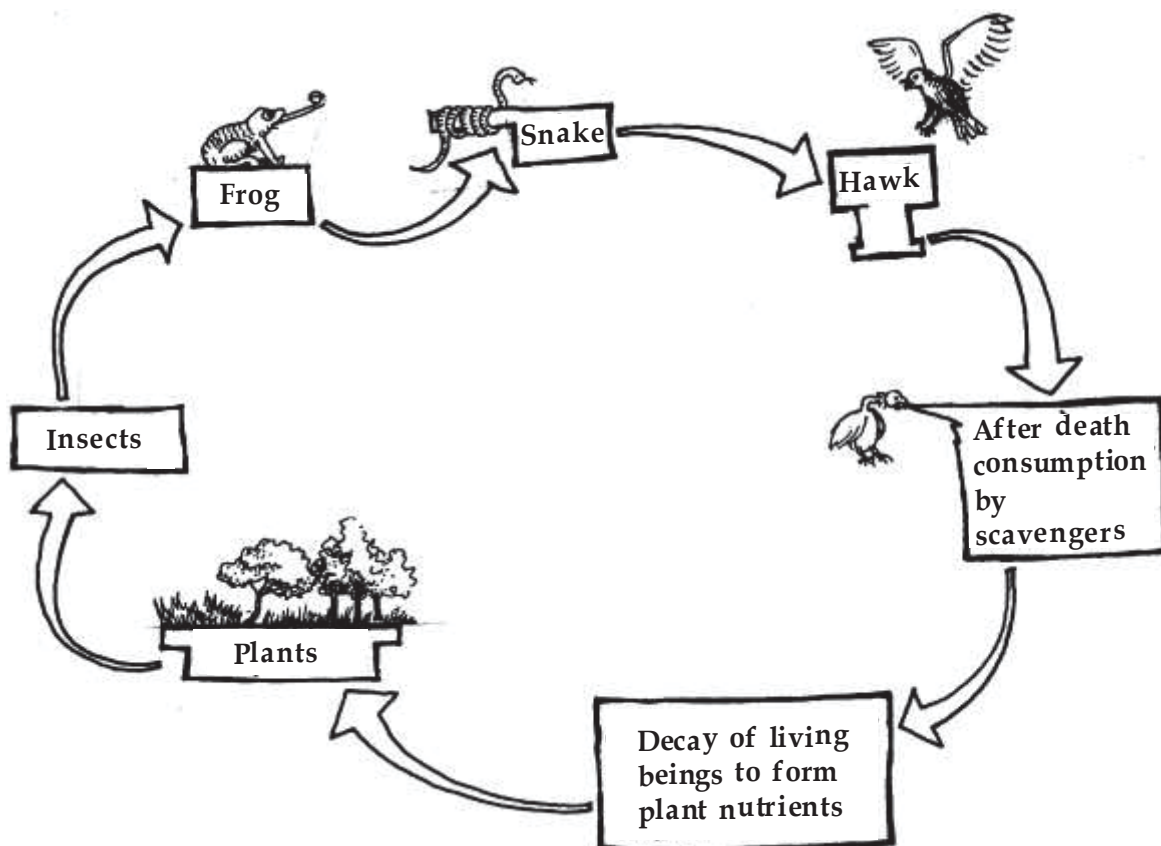 Snake
Hawk
Frog
Insects
After death
consumption
by
scavengers
Plants
Decay of living
beings to form
plant nutrients